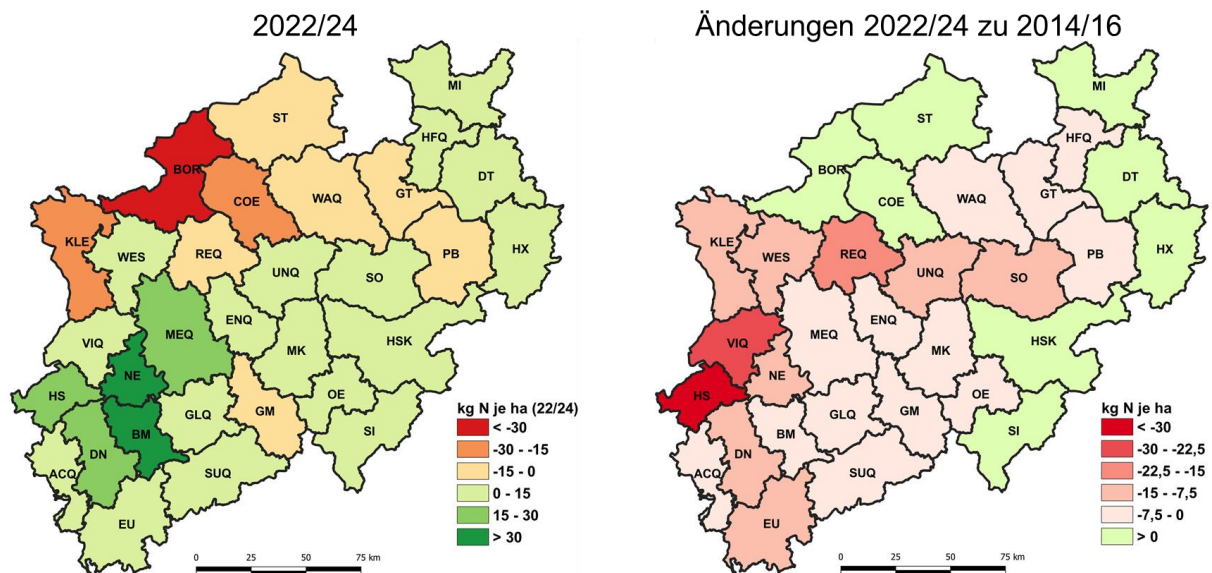 2022/24
MI
ST
HFQ
BOR
DT
COE
WAQ
GT
KLE
WES
REQ
PB
HX
UNQ
SO
MEQ
ENQ
VIQ
MK
HSK
NE
HS
GLQ
GM
OE
BM
SI
DN
ACQ
SUQ
EU
kg N je ha (22/24)
< -30
-30 - -15
-15 - 0
0 - 15
15 - 30
> 30
0 25 50 75 km
Änderungen 2022/24 zu 2014/16
MI
ST
HFQ
BOR
DT
COE
WAQ
GT
KLE
WES
REQ
PB
HX
UNQ
SO
MEQ
ENQ
VIQ
MK
HSK
NE
HS
GLQ
GM
OE
BM
SI
DN
ACQ
SUQ
EU
kg N je ha
< -30
-30 - -22,5
-22,5 - -15
-15 - -7,5
-7,5 - 0
> 0
0 25 50 75 km